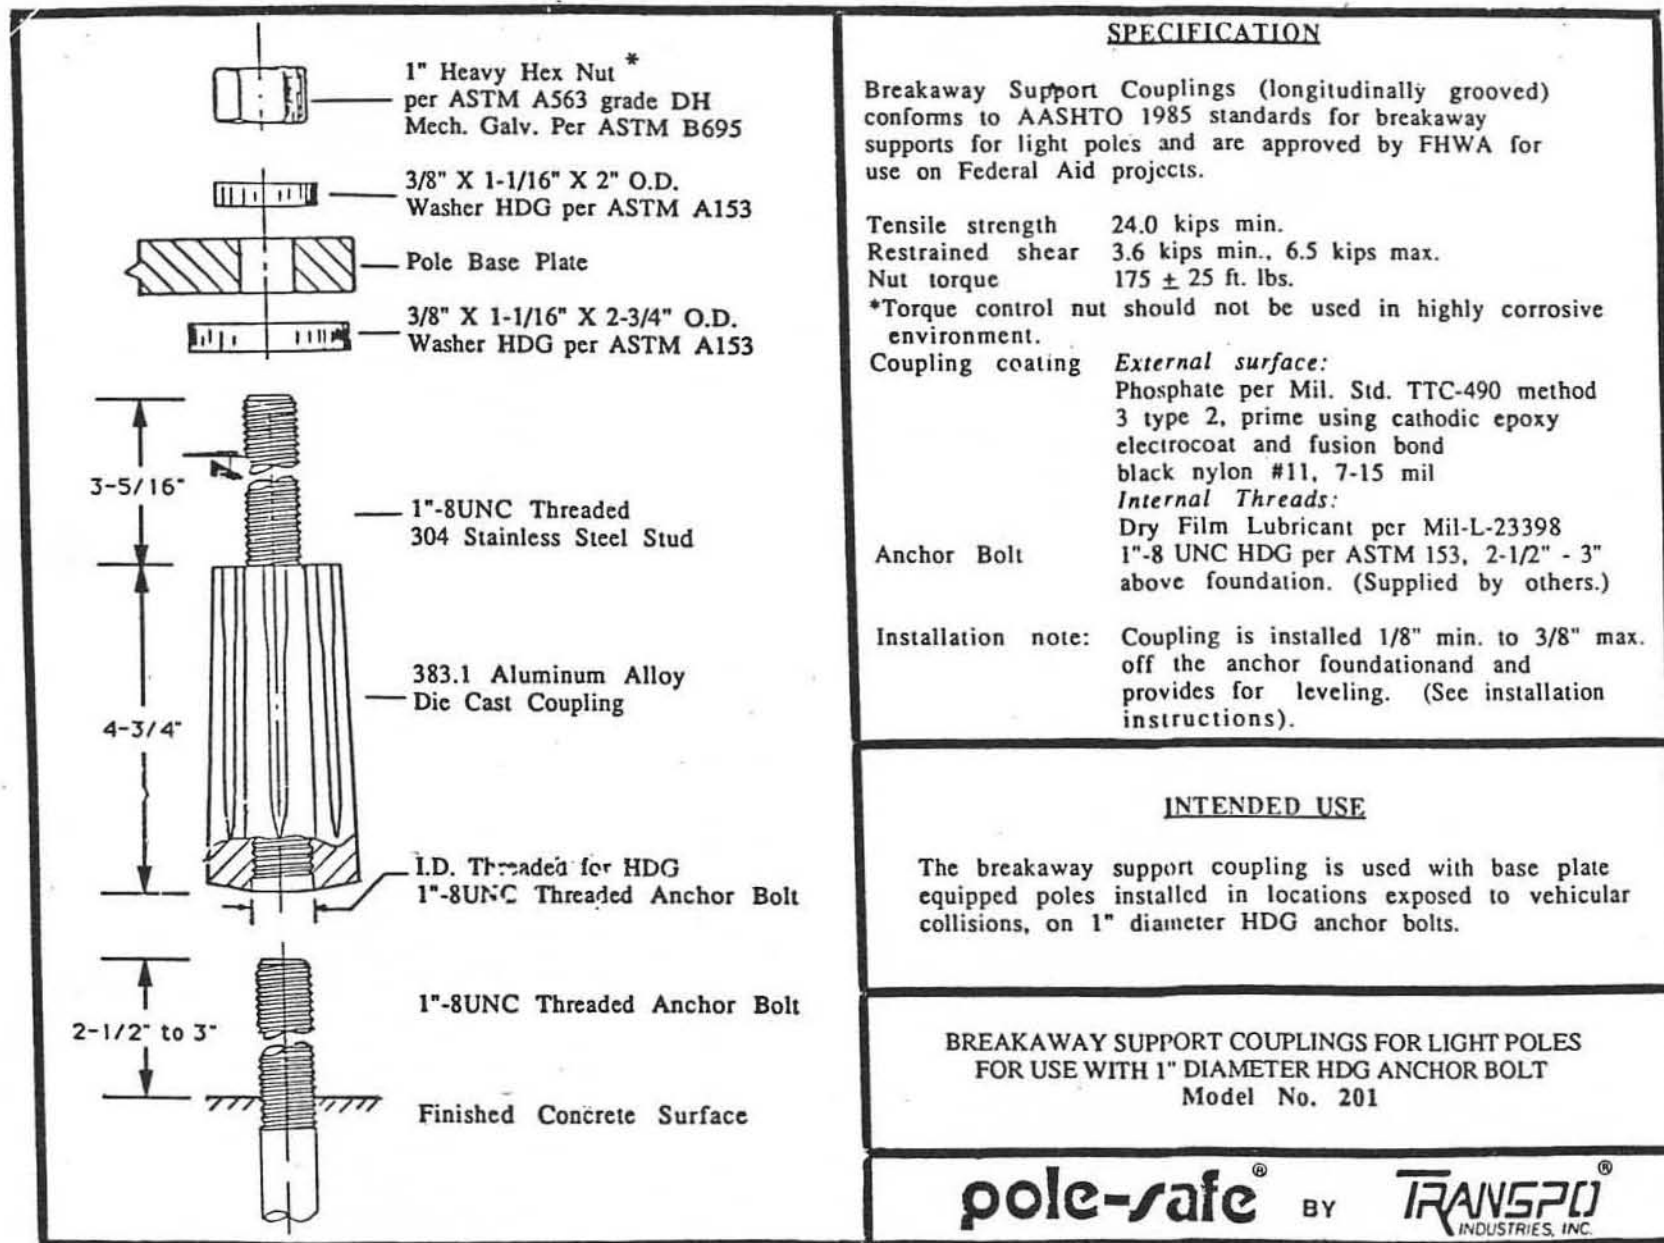 1" Heavy Hex Nut *
per ASTM A563 grade DH
Mech. Galv. Per ASTM B695
3/8" X 1-1/16" X 2" O.D.
Washer HDG per ASTM A153
Pole Base Plate
3/8" X 1-1/16" X 2-3/4" O.D.
Washer HDG per ASTM A153
3-5/16"
1"-8UNC Threaded
304 Stainless Steel Stud
383.1 Aluminum Alloy
Die Cast Coupling
4-3/4"
I.D. Threaded for HDG
1"-8UNC Threaded Anchor Bolt
1"-8UNC Threaded Anchor Bolt
2-1/2" to 3"
Finished Concrete Surface
SPECIFICATION
Breakaway Support Couplings (longitudinally grooved)
conforms to AASHTO 1985 standards for breakaway
supports for light poles and are approved by FHWA for
use on Federal Aid projects.
Tensile strength 24.0 kips min.
Restrained shear 3.6 kips min., 6.5 kips max.
Nut torque 175 ± 25 ft. lbs.
*Torque control nut should not be used in highly corrosive
environment.
Coupling coating External surface:
Phosphate per Mil. Std. TTC-490 method
3 type 2, prime using cathodic epoxy
electrocoat and fusion bond
black nylon #11, 7-15 mil
Internal Threads:
Dry Film Lubricant per Mil-L-23398
Anchor Bolt 1"-8 UNC HDG per ASTM 153, 2-1/2" - 3"
above foundation. (Supplied by others.)
Installation note: Coupling is installed 1/8" min. to 3/8" max.
off the anchor foundationand and
provides for leveling. (See installation
instructions).
INTENDED USE
The breakaway support coupling is used with base plate
equipped poles installed in locations exposed to vehicular
collisions, on 1" diameter HDG anchor bolts.
BREAKAWAY SUPPORT COUPLINGS FOR LIGHT POLES
FOR USE WITH 1" DIAMETER HDG ANCHOR BOLT
Model No. 201
pole-safe® BY TRANSPO®
INDUSTRIES, INC.